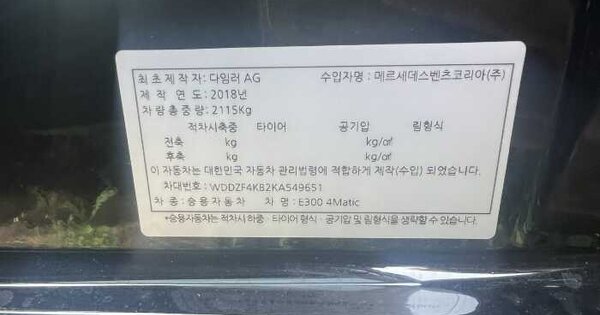 최초제작자: 다임러 AG 수입자명 : 메르세데스벤츠코리아(주)
제 작 연 도: 2018년
차량총중량: 2115Kg
적차시축중 타이어 공기압 림형식
전축 kg kg/㎠
후축 kg kg/㎠
이 자동차는 대한민국 자동차 관리법령에 적합하게 제작(수입) 되었습니다.
차대번호: WDDZF4KB2KA549651
차 종: 승용자동차 차 명 : E300 4Matic
*승용자동차는 적차시 하중 · 타이어 형식 · 공기압 및 림형식을 생략할 수 있습니다.